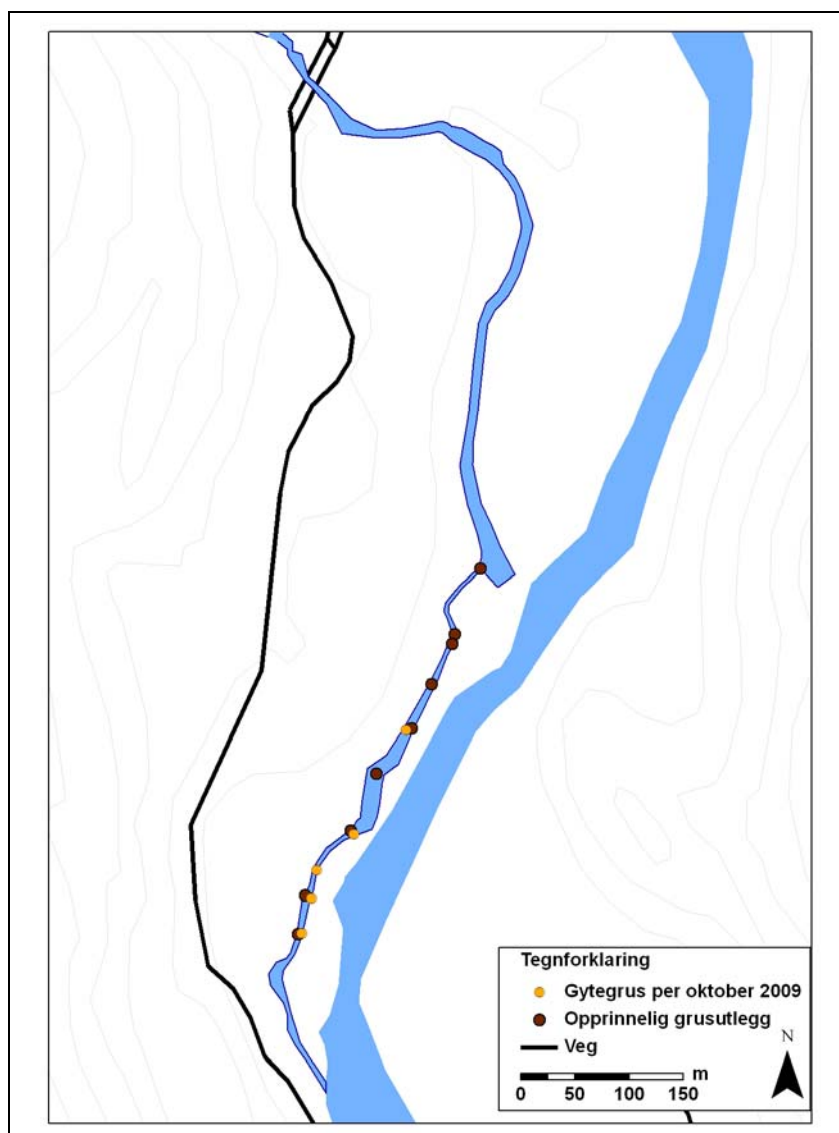 Tegnforklaring
Gytegrus per oktober 2009
Opprinnelig grusutlegg
Veg
N
m
0 50 100 150